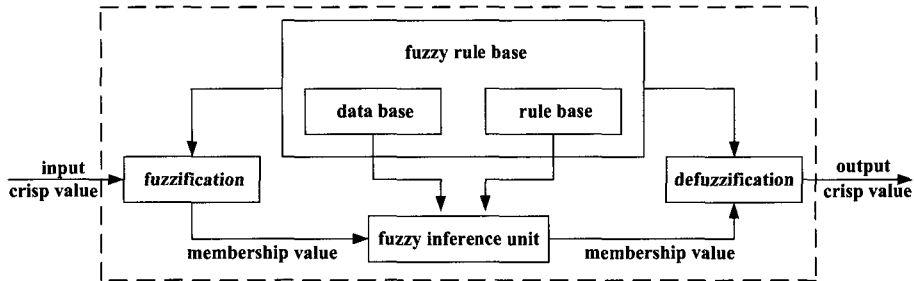 fuzzy rule base
data base
rule base
input
crisp value
fuzzification
defuzzification
output
crisp value
fuzzy inference unit
membership value
membership value